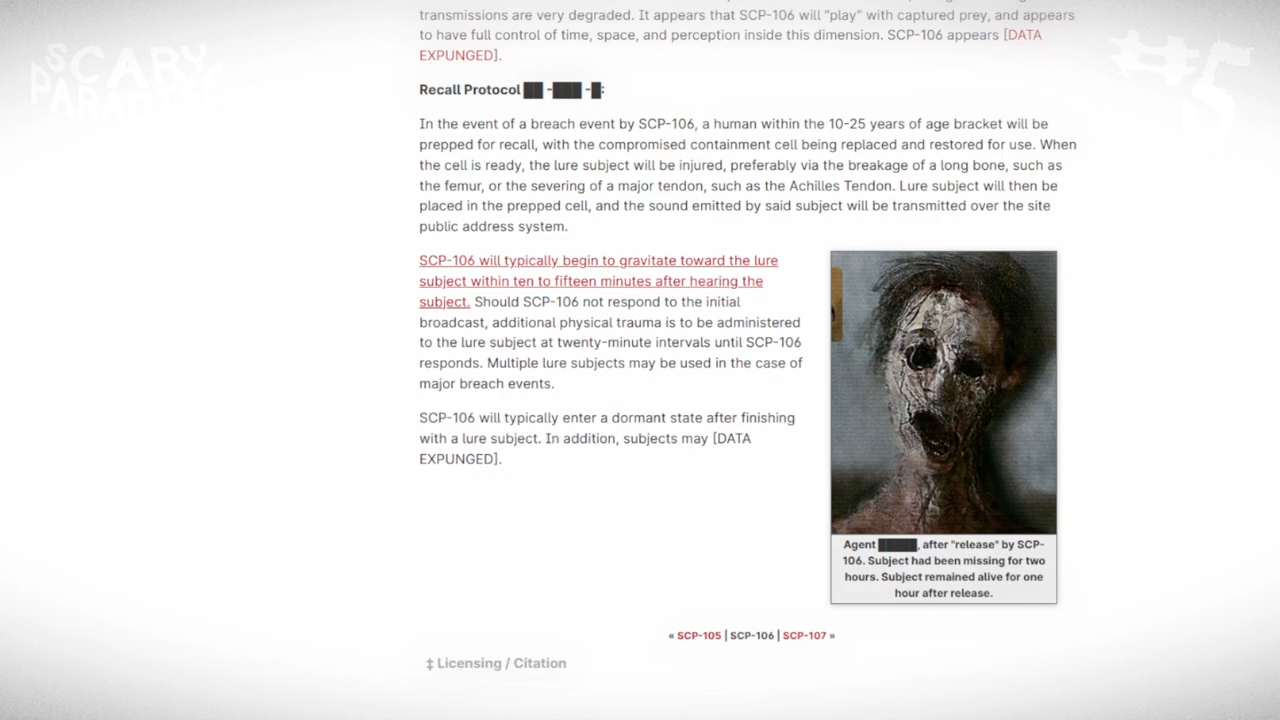 transmissions are very degraded. It appears that SCP-106 will “play” with captured prey, and appears
to have full control of time, space, and perception inside this dimension. SCP-106 appears [DATA
EXPUNGED].
SCARY
PARADISE
#5
Recall Protocol ██ -███ -█:
In the event of a breach event by SCP-106, a human within the 10-25 years of age bracket will be
prepped for recall, with the compromised containment cell being replaced and restored for use. When
the cell is ready, the lure subject will be injured, preferably via the breakage of a long bone, such as
the femur, or the severing of a major tendon, such as the Achilles Tendon. Lure subject will then be
placed in the prepped cell, and the sound emitted by said subject will be transmitted over the site
public address system.
SCP-106 will typically begin to gravitate toward the lure
subject within ten to fifteen minutes after hearing the
subject. Should SCP-106 not respond to the initial
broadcast, additional physical trauma is to be administered
to the lure subject at twenty-minute intervals until SCP-106
responds. Multiple lure subjects may be used in the case of
major breach events.
SCP-106 will typically enter a dormant state after finishing
with a lure subject. In addition, subjects may [DATA
EXPUNGED].
Agent █████, after "release" by SCP-
106. Subject had been missing for two
hours. Subject remained alive for one
hour after release.
« SCP-105 | SCP-106 | SCP-107 »
‡ Licensing / Citation